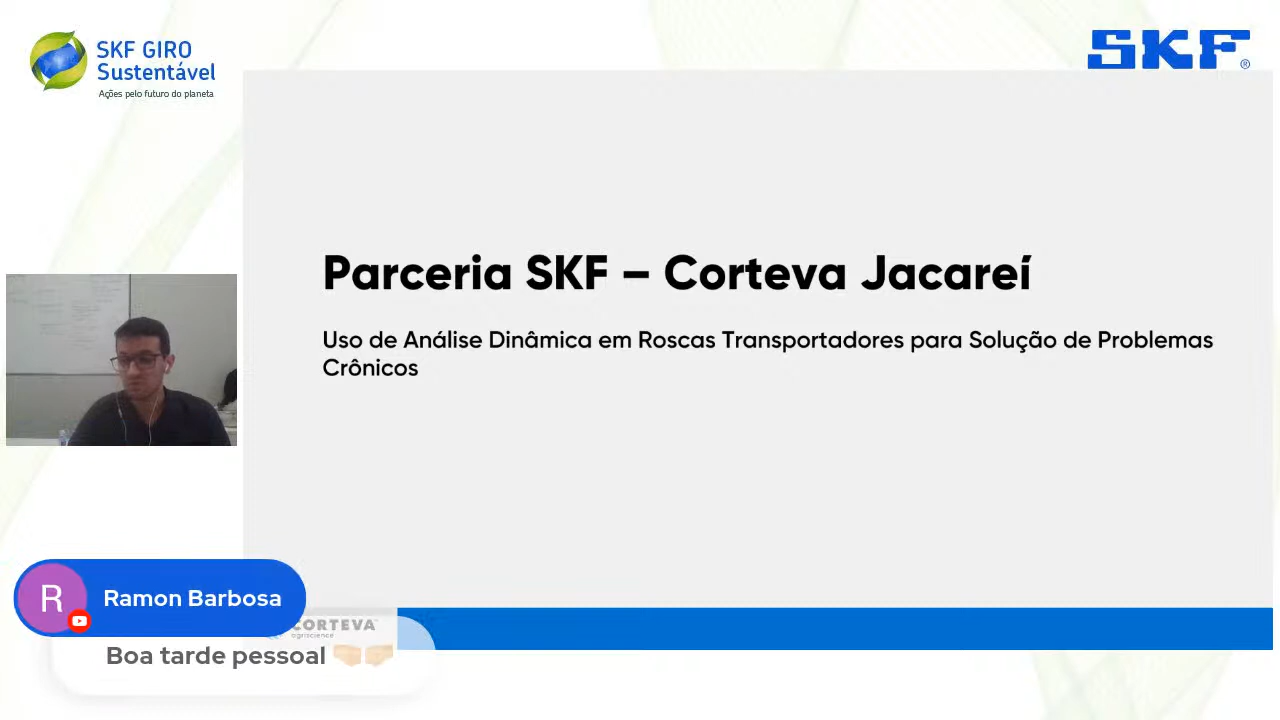 SKF GIRO
Sustentável
Ações pelo futuro do planeta
SKF
®
Parceria SKF – Corteva Jacareí
Uso de Análise Dinâmica em Roscas Transportadores para Solução de Problemas
Crônicos
R
Ramon Barbosa
CORTEVA
agriscience
Boa tarde pessoal 🤜🏻🤛🏻